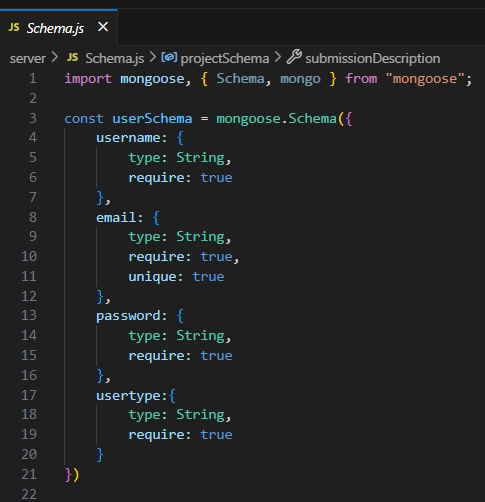 JS Schema.js ×
server > JS Schema.js > projectSchema > submissionDescription
1 import mongoose, { Schema, mongo } from "mongoose";
2
3 const userSchema = mongoose.Schema({
4     username: {
5         type: String,
6         require: true
7     },
8     email: {
9         type: String,
10         require: true,
11         unique: true
12     },
13     password: {
14         type: String,
15         require: true
16     },
17     usertype:{
18         type: String,
19         require: true
20     }
21 })
22